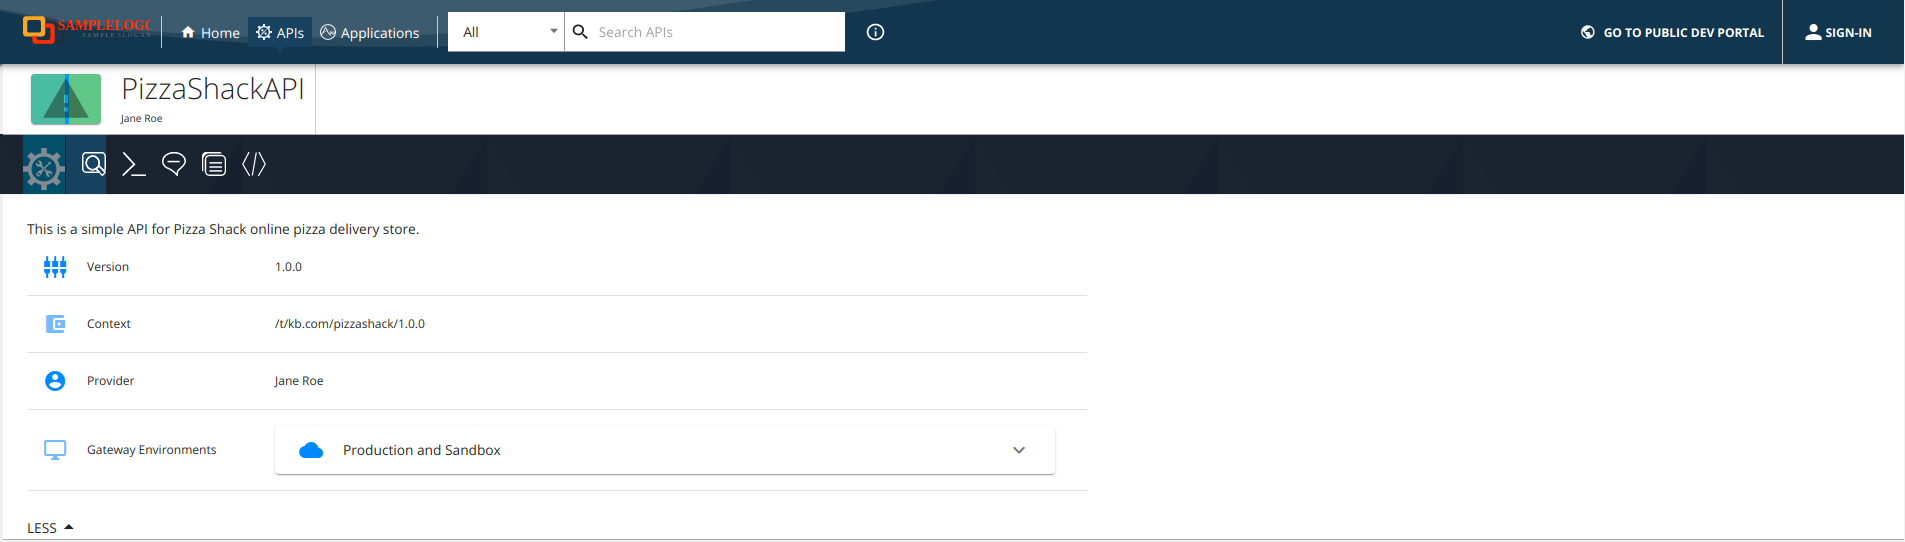 SAMPLELOGO
SAMPLE SLOGAN
Home
APIs
Applications
All
Search APIs
GO TO PUBLIC DEV PORTAL
SIGN-IN
PizzaShackAPI
Jane Roe
This is a simple API for Pizza Shack online pizza delivery store.
Version 1.0.0
Context /t/kb.com/pizzashack/1.0.0
Provider Jane Roe
Gateway Environments Production and Sandbox
LESS